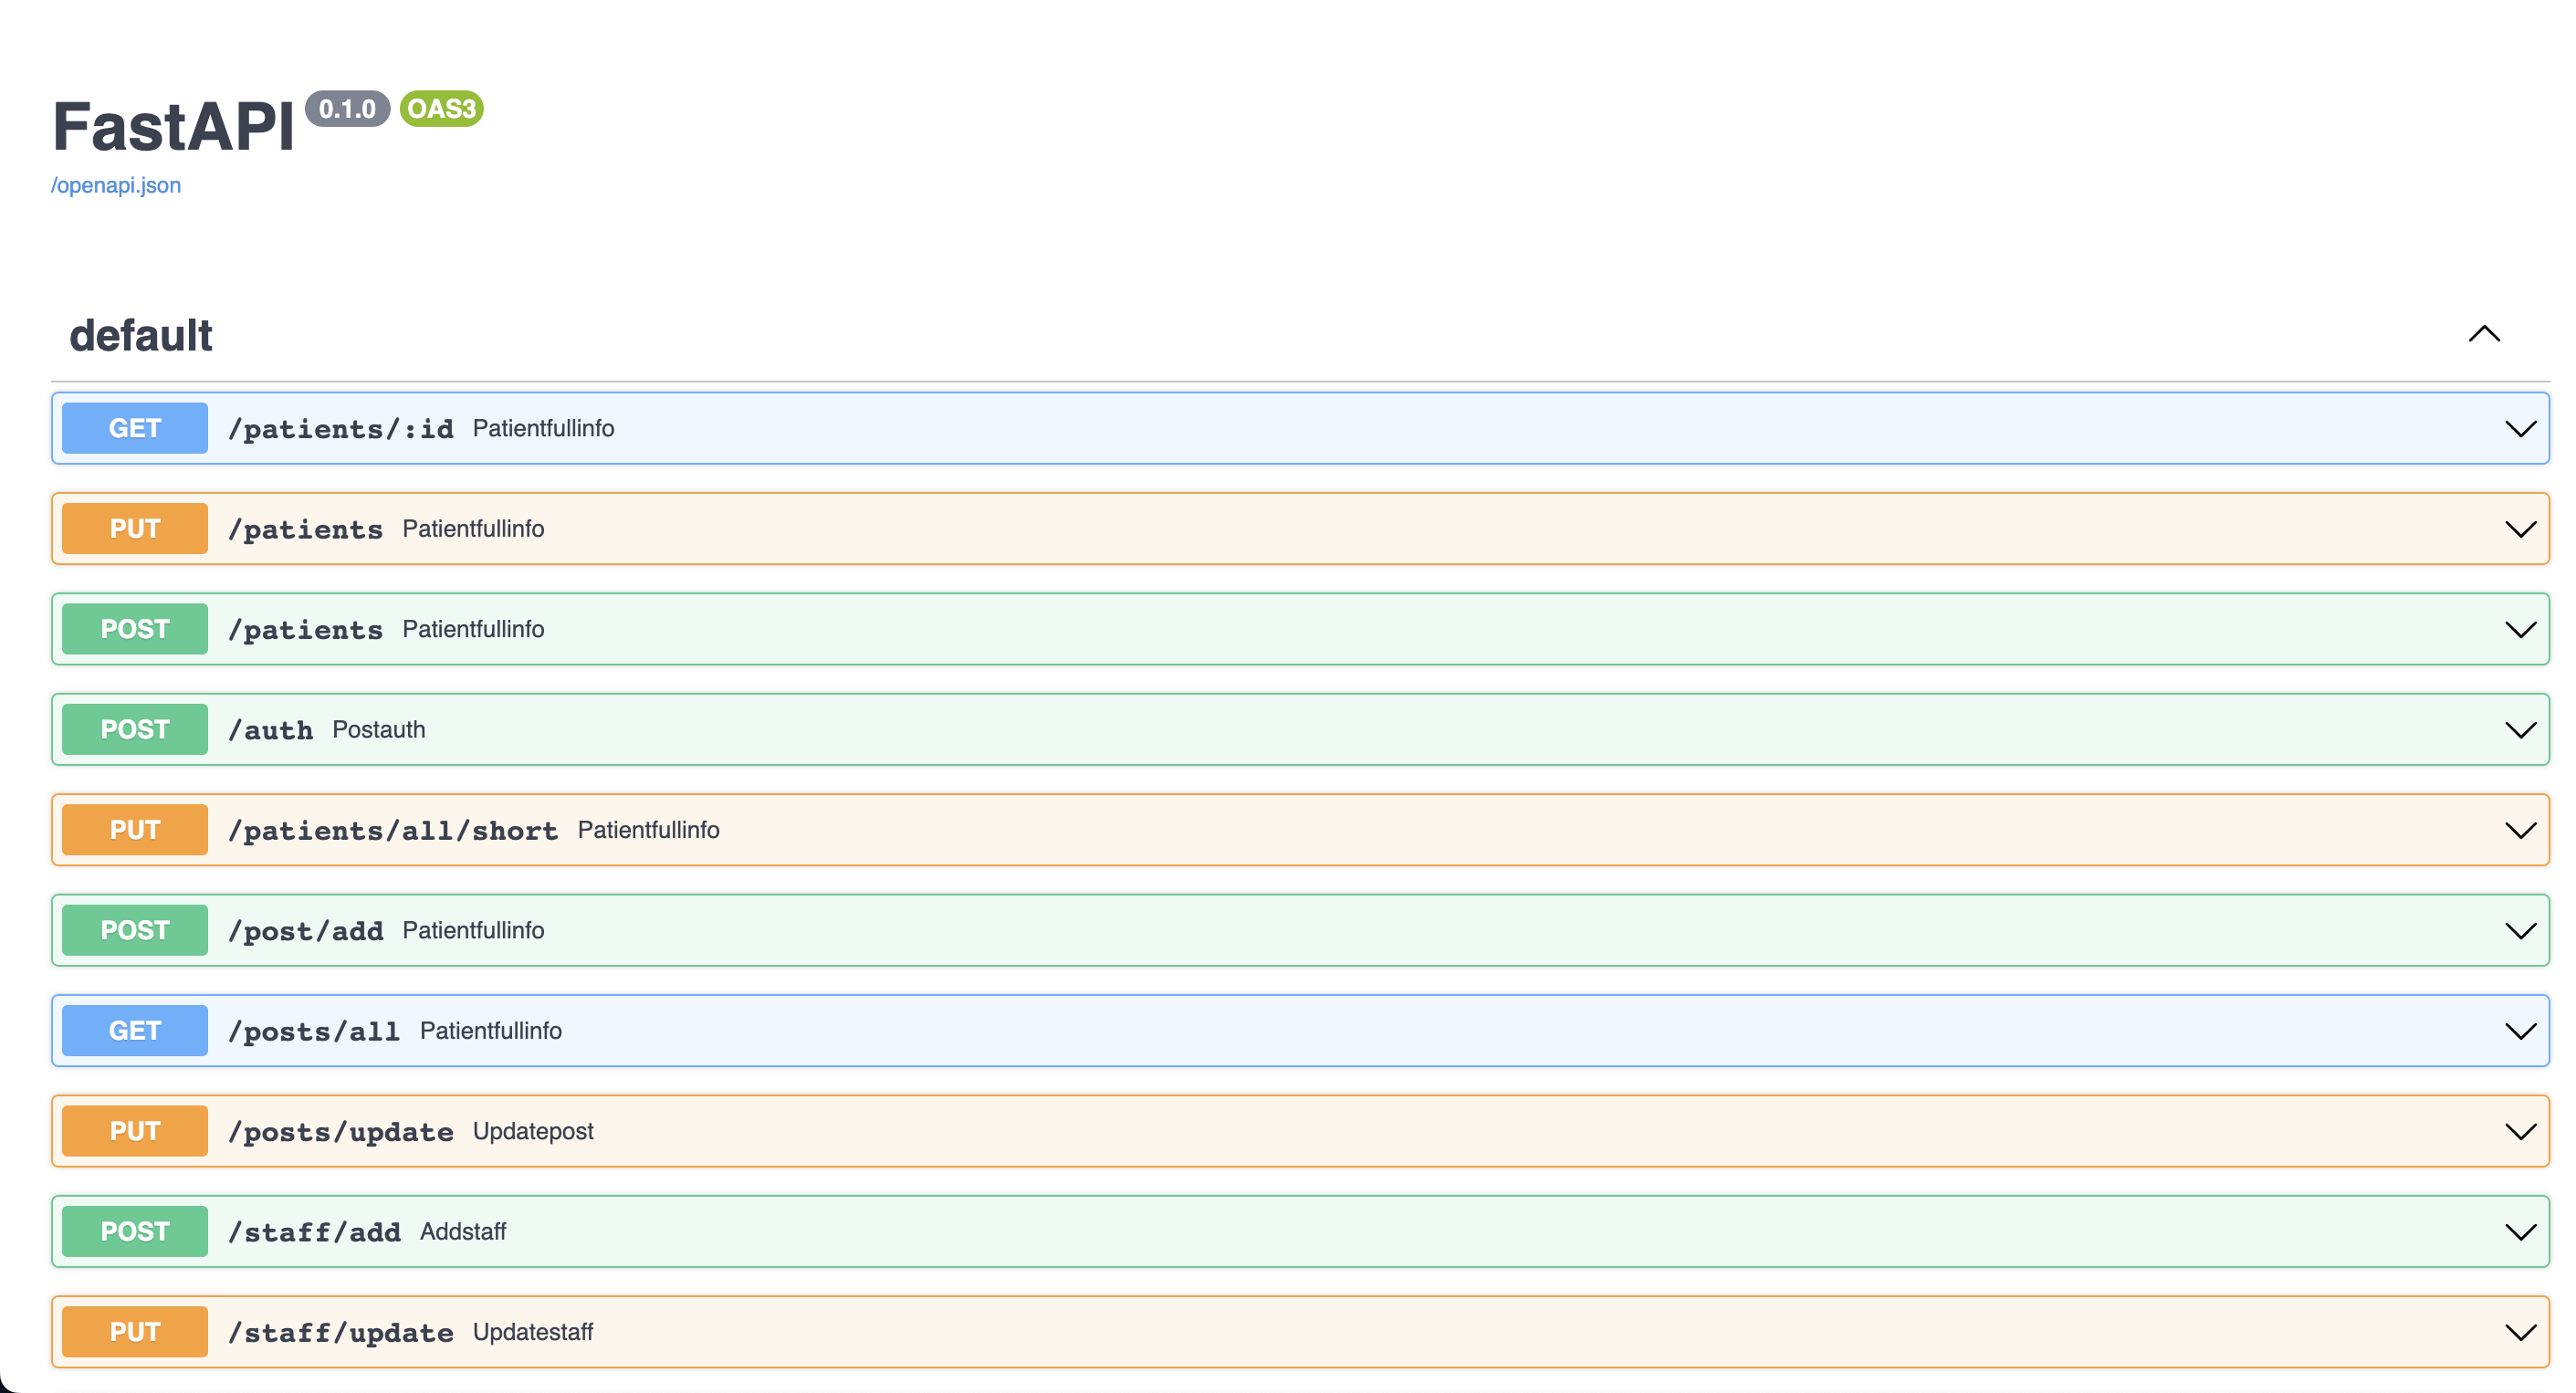 FastAPI 0.1.0 OAS3
/openapi.json
default
GET /patients/:id Patientfullinfo
PUT /patients Patientfullinfo
POST /patients Patientfullinfo
POST /auth Postauth
PUT /patients/all/short Patientfullinfo
POST /post/add Patientfullinfo
GET /posts/all Patientfullinfo
PUT /posts/update Updatepost
POST /staff/add Addstaff
PUT /staff/update Updatestaff